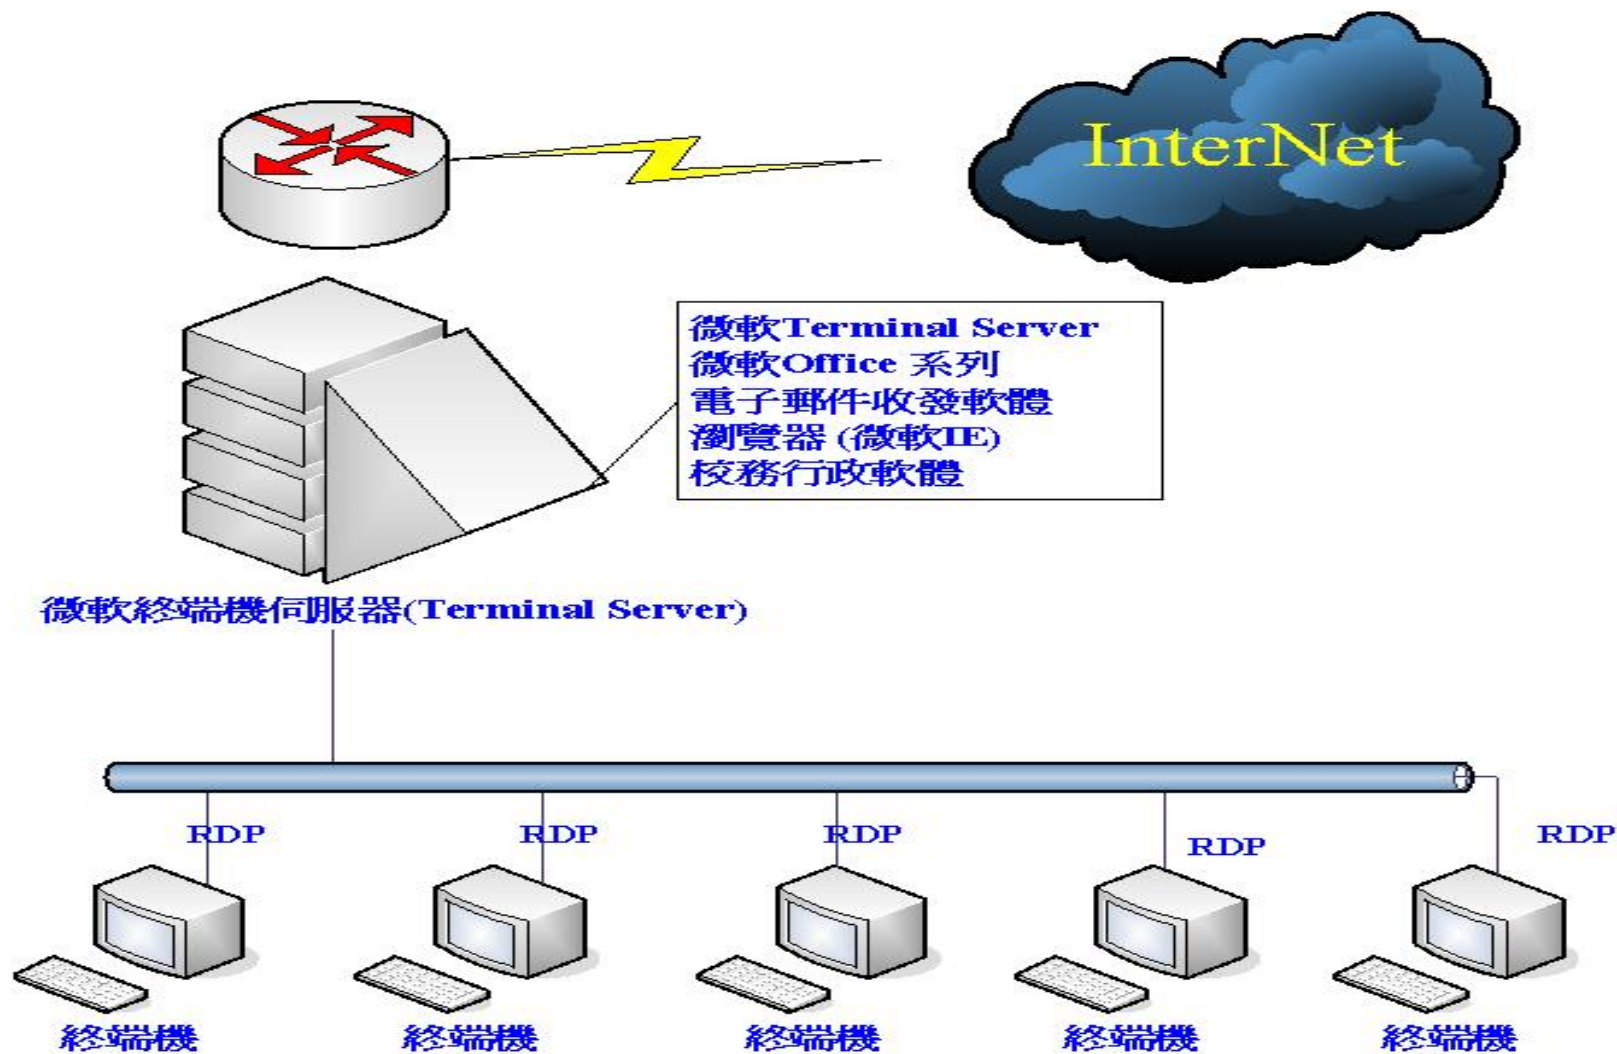 InterNet
微軟Terminal Server
微軟Office 系列
電子郵件收發軟體
瀏覽器 (微軟IE)
校務行政軟體
微軟終端機伺服器(Terminal Server)
RDP
RDP
RDP
RDP
RDP
終端機
終端機
終端機
終端機
終端機